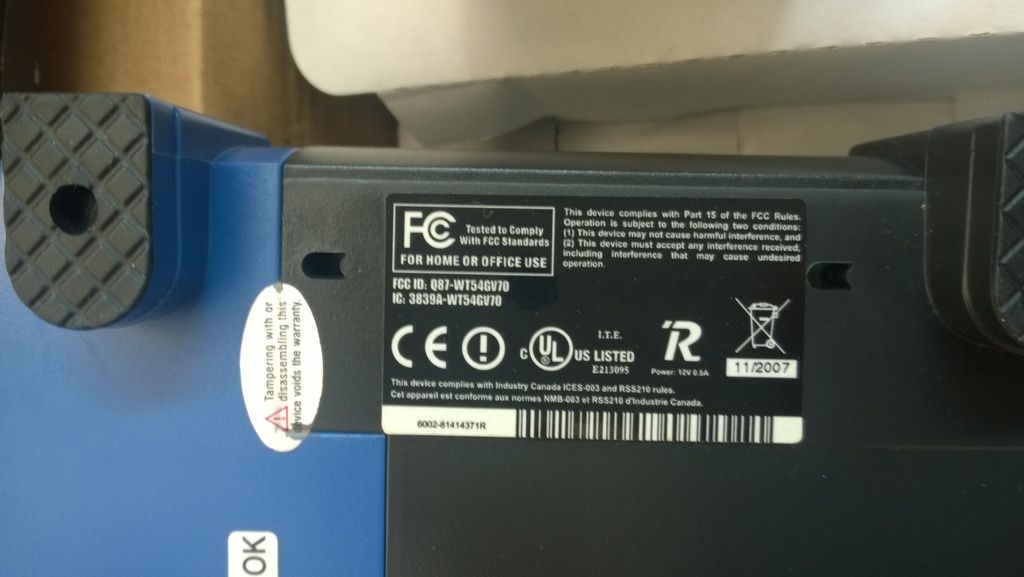 FCC
Tested to Comply
With FCC Standards
FOR HOME OR OFFICE USE
This device complies with Part 15 of the FCC Rules.
Operation is subject to the following two conditions:
(1) This device may not cause harmful interference, and
(2) This device must accept any interference received,
including interference that may cause undesired
operation.
FCC ID: Q87-WT54GV70
IC: 3839A-WT54GV70
CE
C UL US LISTED
I.T.E.
E213095
R
Power: 12V 0.5A
11/2007
This device complies with Industry Canada ICES-003 and RSS210 rules.
Cet appareil est conforme aux normes NMB-003 et RSS210 d'Industrie Canada.
6002-81414371R
Tampering with or
disassembling this
device voids the warranty.
OK